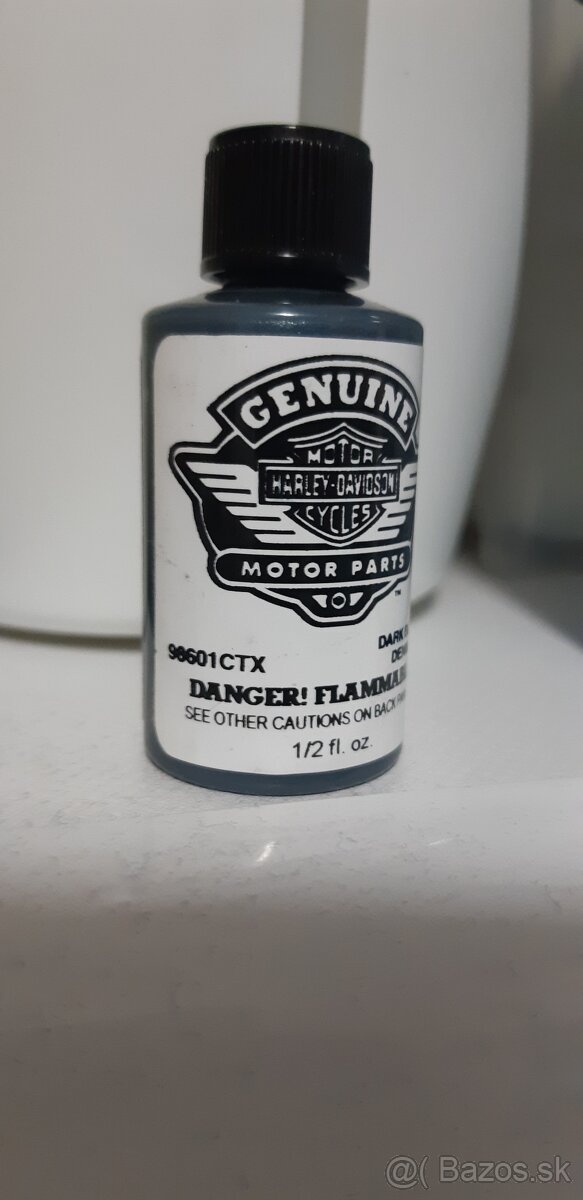 GENUINE
MOTOR
HARLEY-DAVIDSON
CYCLES
MOTOR PARTS
TM
98601CTX
DARK
DANGER! FLAMMAB
SEE OTHER CAUTIONS ON BACK
1/2 fl. oz.
@( Bazos.sk